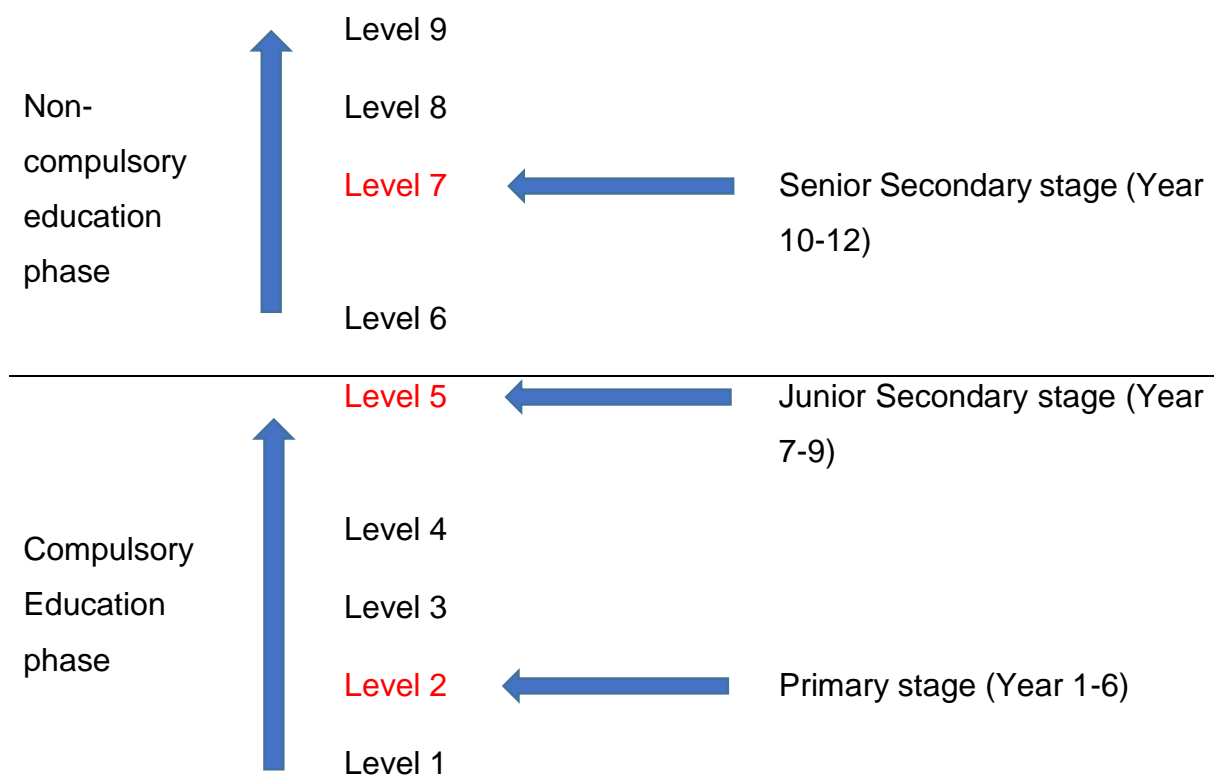 Level 9
Non-
compulsory
education
phase
Level 8
Level 7
Senior Secondary stage (Year
10-12)
Level 6
Level 5
Junior Secondary stage (Year
7-9)
Compulsory
Education
phase
Level 4
Level 3
Level 2
Primary stage (Year 1-6)
Level 1